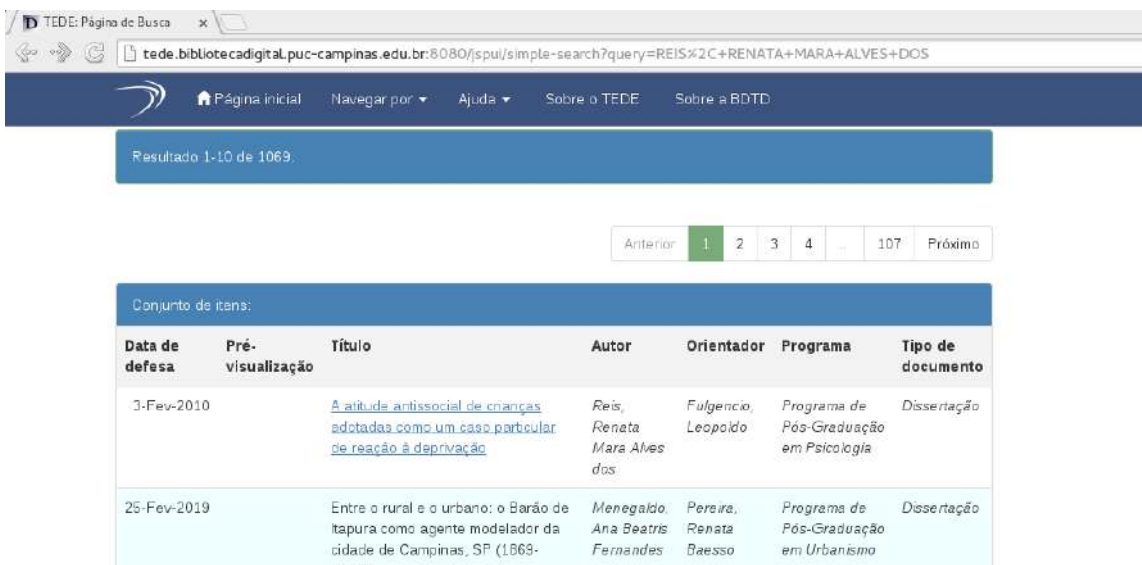 TEDE: Página de Busca
tede.bibliotecadigital.puc-campinas.edu.br:8080/jspui/simple-search?query=REIS%2C+RENATA+MARA+ALVES+DOS
Página inicial Navegar por Ajuda Sobre o TEDE Sobre a BDTD
Resultado 1-10 de 1069.
Anterior 1 2 3 4 ... 107 Próximo
Conjunto de itens:
Data de defesa Pré-visualização Título Autor Orientador Programa Tipo de documento
3-Fev-2010
A atitude antissocial de crianças
adotadas como um caso particular
de reação à deprivação
Reis,
Renata
Mara Alves
dos
Fulgencio,
Leopoldo
Programa de
Pós-Graduação
em Psicologia
Dissertação
25-Fev-2019
Entre o rural e o urbano: o Barão de
Itapura como agente modelador da
cidade de Campinas, SP (1869-
Menegaldo,
Ana Beatris
Fernandes
Pereira,
Renata
Baesso
Programa de
Pós-Graduação
em Urbanismo
Dissertação